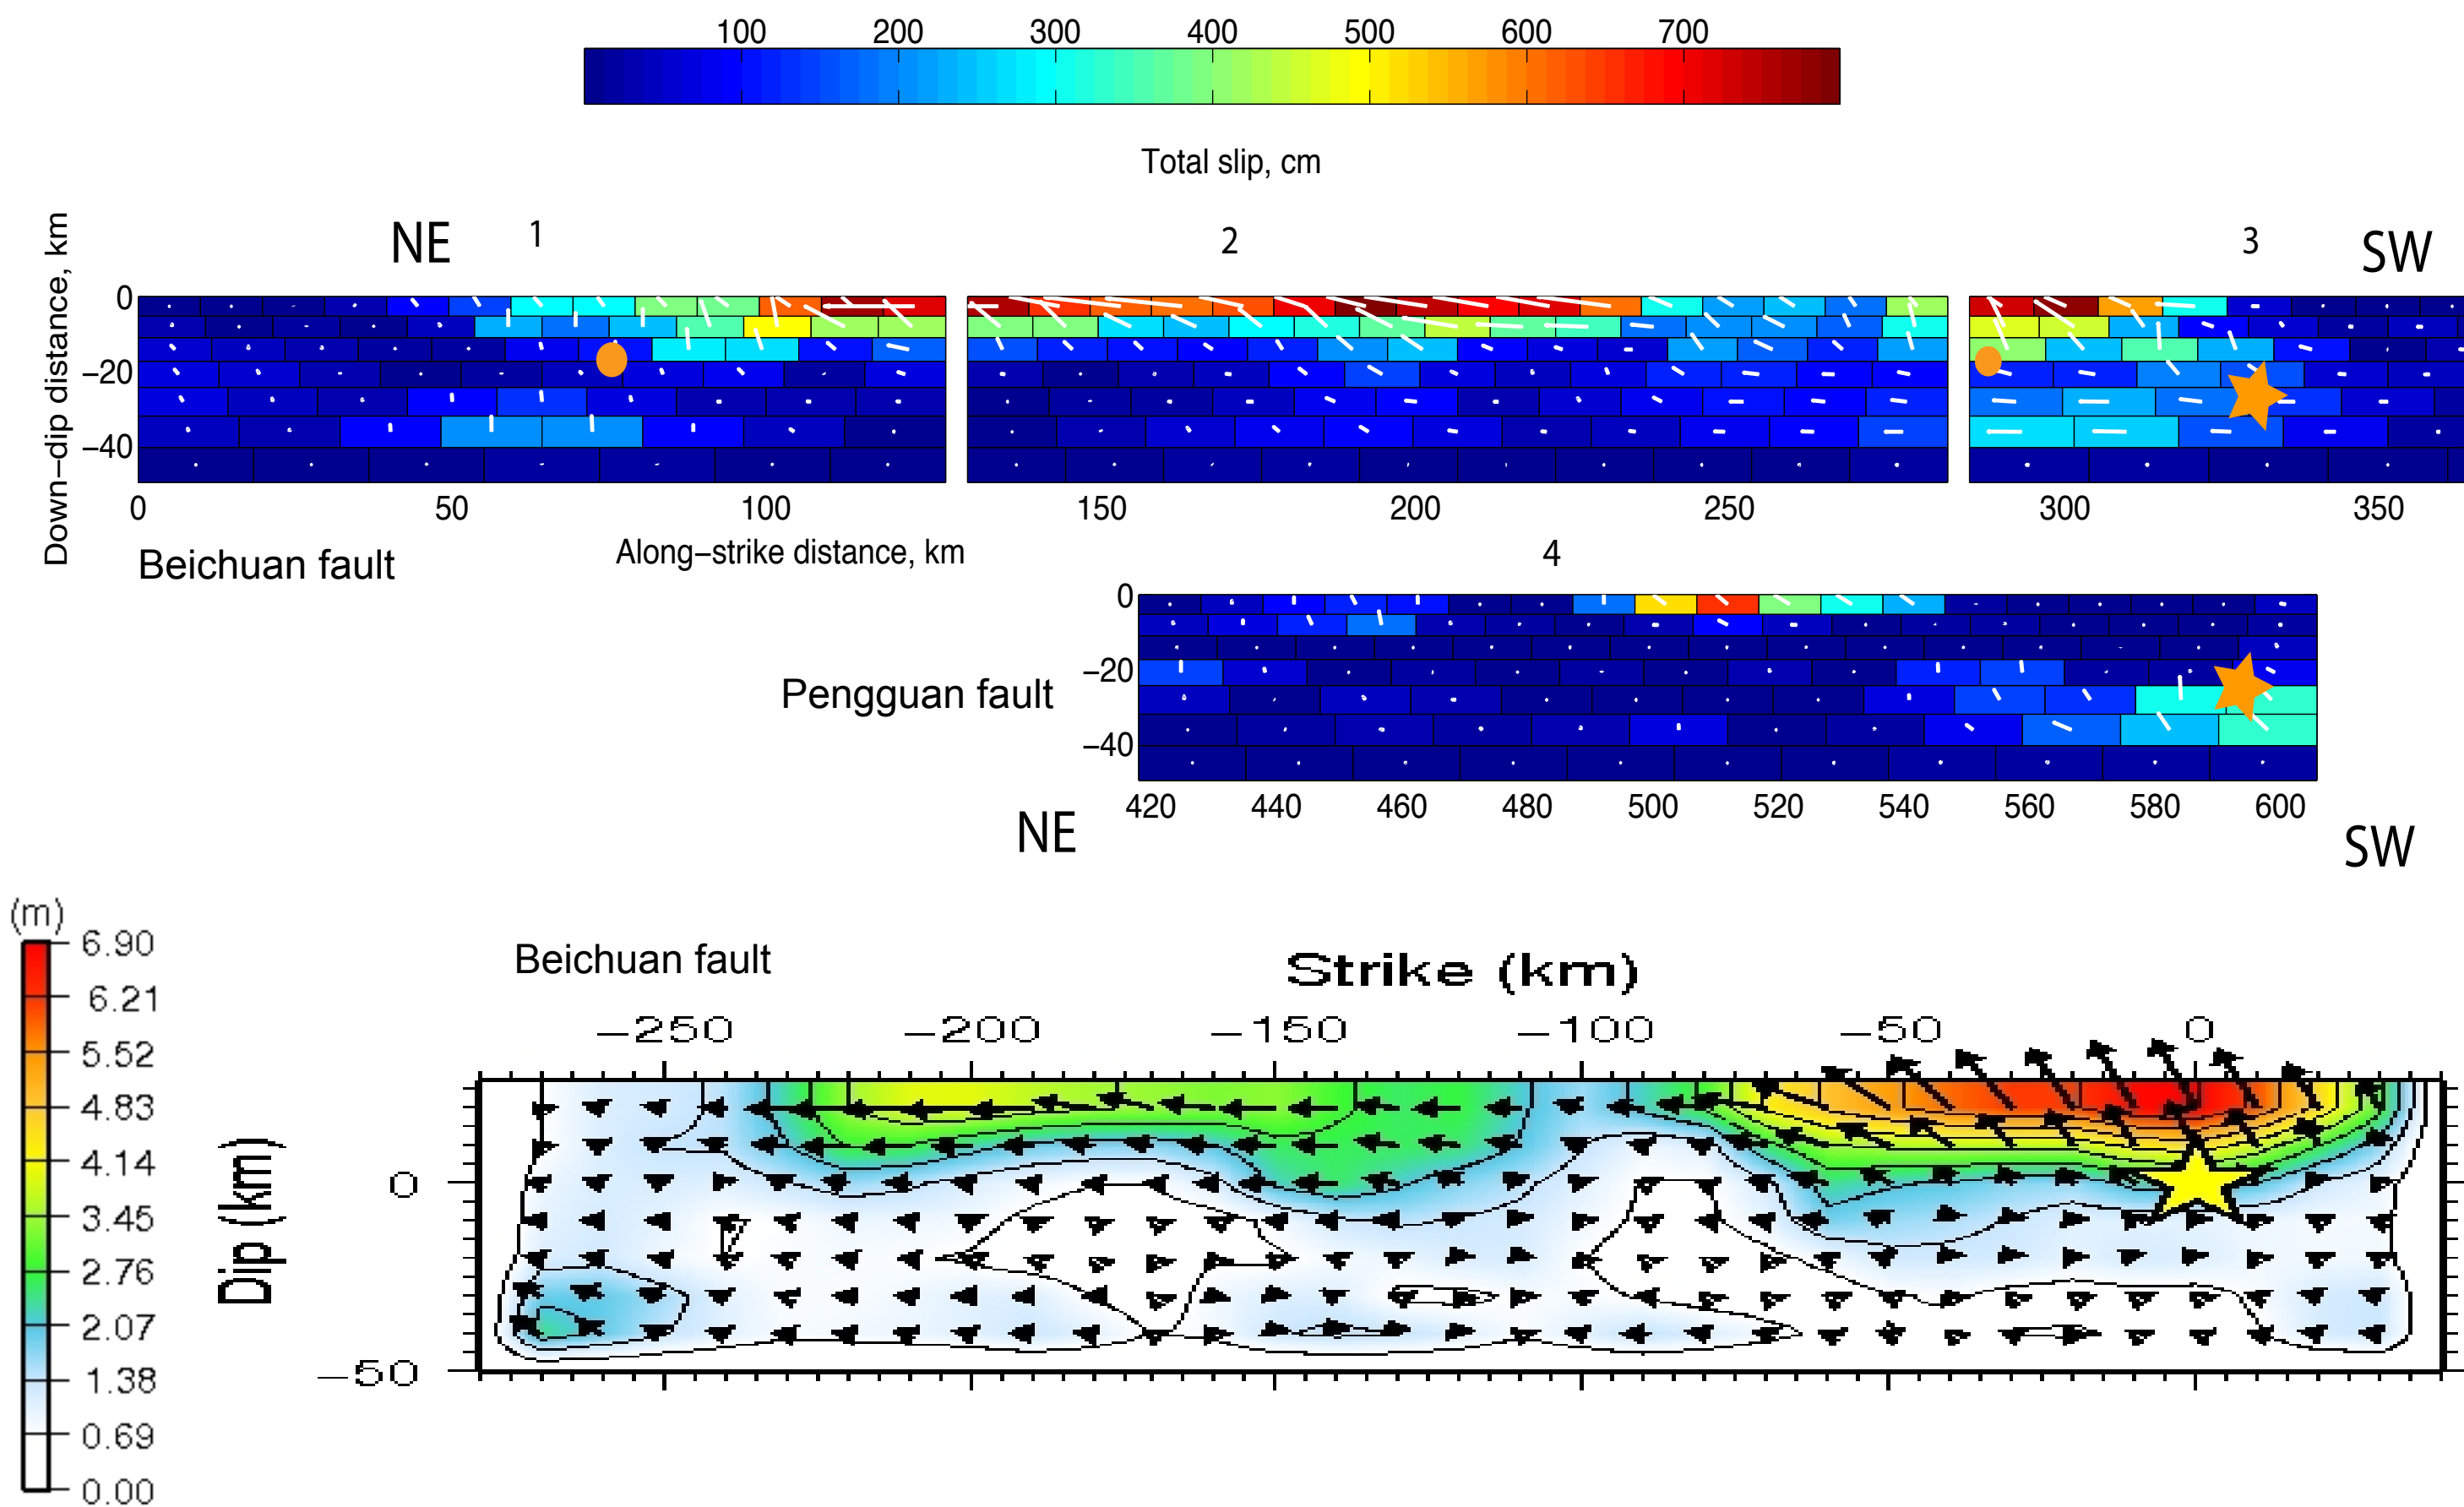 100 200 300 400 500 600 700
Total slip, cm
NE 1 2 3 SW
Down-dip distance, km
0
−20
−40
0 50 100 150 200 250 300 350
Beichuan fault
Along−strike distance, km
4
0
−20
−40
Pengguan fault
420 440 460 480 500 520 540 560 580 600
NE
SW
(m)
6.90
6.21
5.52
4.83
4.14
3.45
2.76
2.07
1.38
0.69
0.00
Beichuan fault
Strike (km)
−250 −200 −150 −100 −50 0
Dip (km)
0
−50